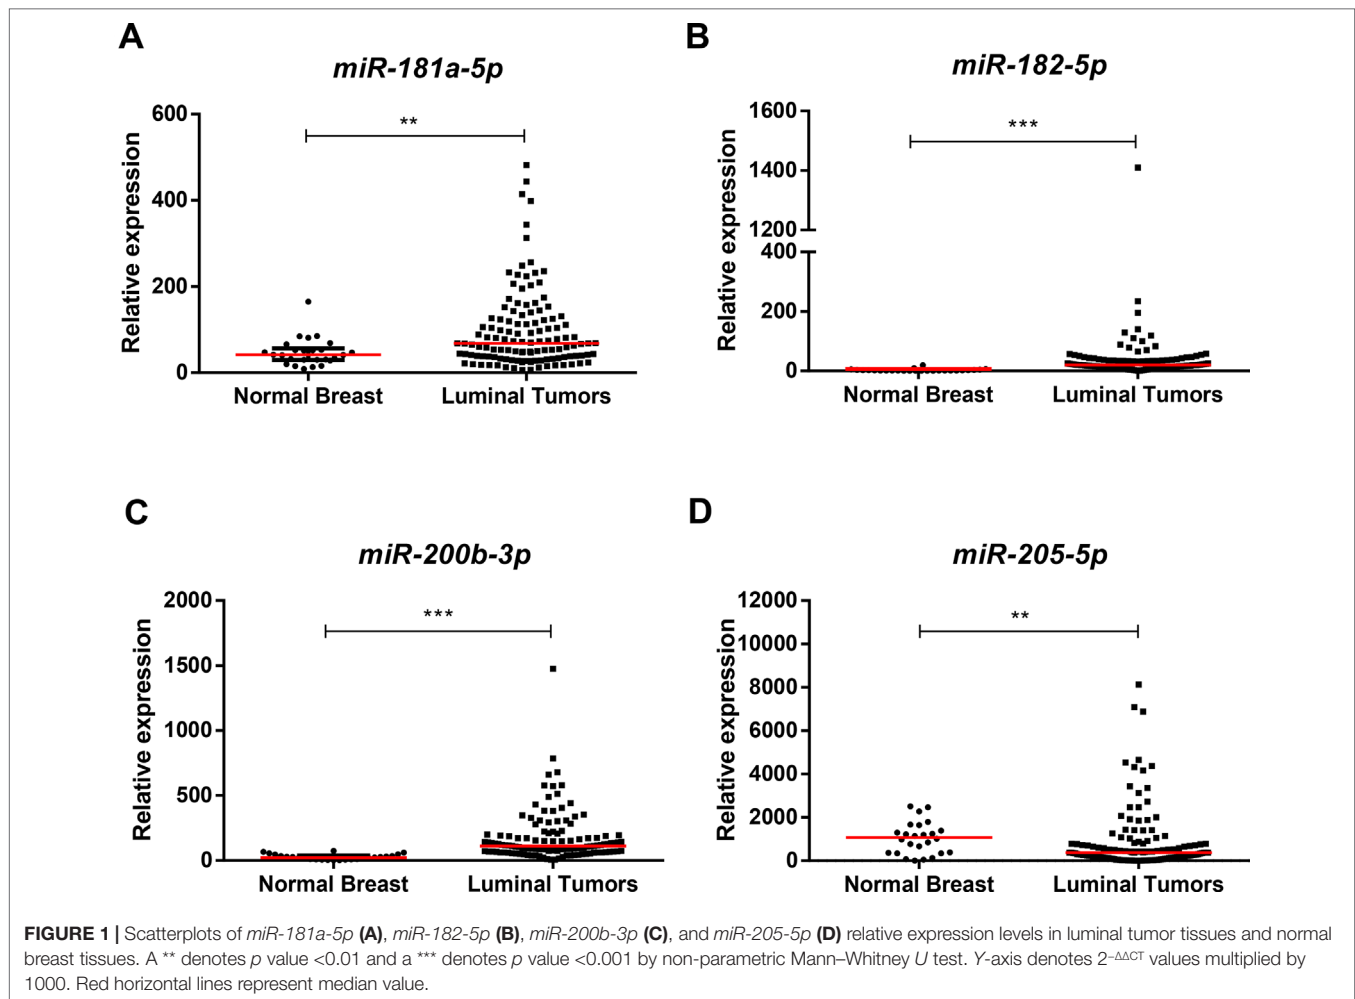 A
miR-181a-5p
**
Relative expression
600
400
200
0
Normal Breast
Luminal Tumors
B
miR-182-5p
***
Relative expression
1600
1400
1200
400
200
0
Normal Breast
Luminal Tumors
C
miR-200b-3p
***
Relative expression
2000
1500
1000
500
0
Normal Breast
Luminal Tumors
D
miR-205-5p
**
Relative expression
12000
10000
8000
6000
4000
2000
0
Normal Breast
Luminal Tumors
FIGURE 1 | Scatterplots of miR-181a-5p (A), miR-182-5p (B), miR-200b-3p (C), and miR-205-5p (D) relative expression levels in luminal tumor tissues and normal
breast tissues. A ** denotes p value <0.01 and a *** denotes p value <0.001 by non-parametric Mann–Whitney U test. Y-axis denotes 2−ΔΔCT values multiplied by
1000. Red horizontal lines represent median value.